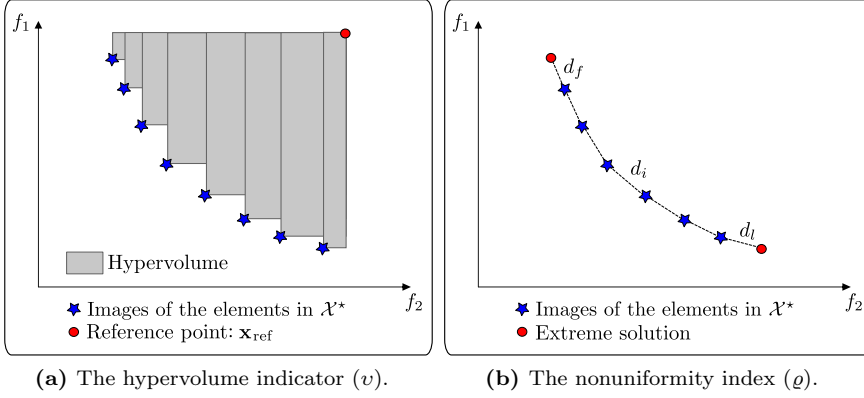 f₁
Hypervolume
f₂
Images of the elements in 𝒳⋆
Reference point: 𝐱ref
(a) The hypervolume indicator (υ).
f₁
d_f
d_i
d_l
f₂
Images of the elements in 𝒳⋆
Extreme solution
(b) The nonuniformity index (ϱ).